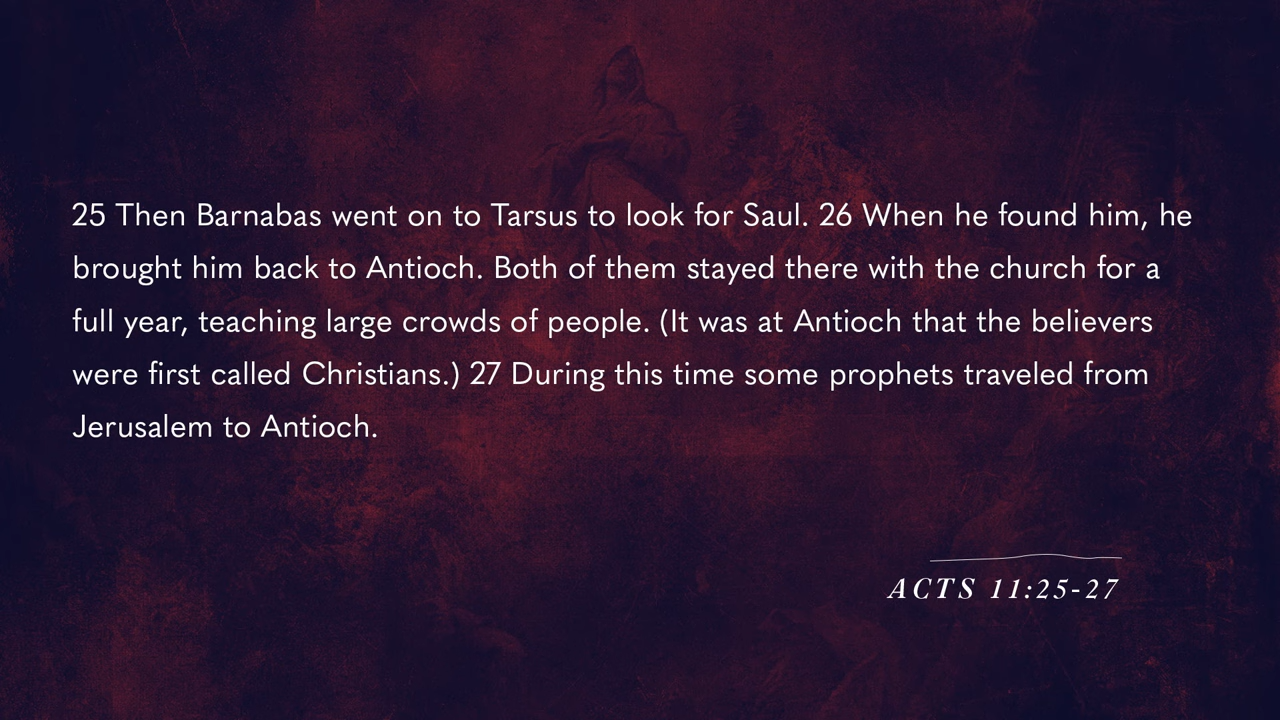 25 Then Barnabas went on to Tarsus to look for Saul. 26 When he found him, he
brought him back to Antioch. Both of them stayed there with the church for a
full year, teaching large crowds of people. (It was at Antioch that the believers
were first called Christians.) 27 During this time some prophets traveled from
Jerusalem to Antioch.
ACTS 11:25-27